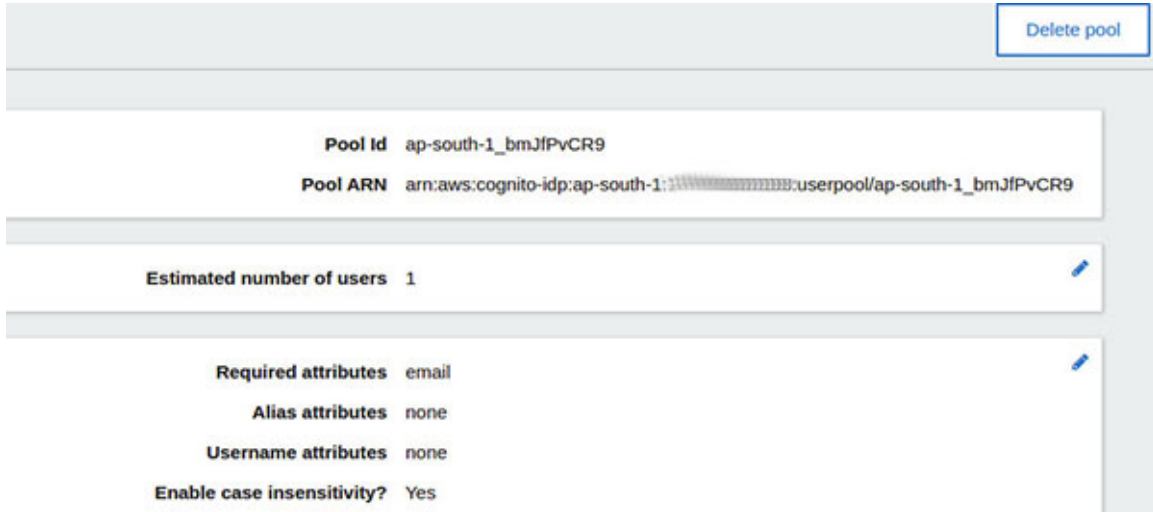 Delete pool
Pool Id ap-south-1_bmJfPvCR9
Pool ARN arn:aws:cognito-idp:ap-south-1: :userpool/ap-south-1_bmJfPvCR9
Estimated number of users 1
Required attributes email
Alias attributes none
Username attributes none
Enable case insensitivity? Yes